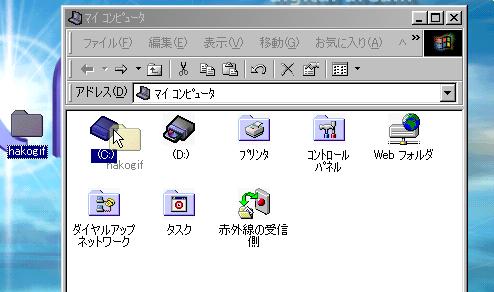 digital dream
マイ コンピュータ
ファイル(F) 編集(E) 表示(V) 移動(G) お気に入り(A) ヘ
アドレス(D) マイ コンピュータ
hakogif
(C:) (D:) プリンタ コントロール Web フォルダ
パネル
hakogif
ダイヤルアップ タスク 赤外線の受信
ネットワーク 側